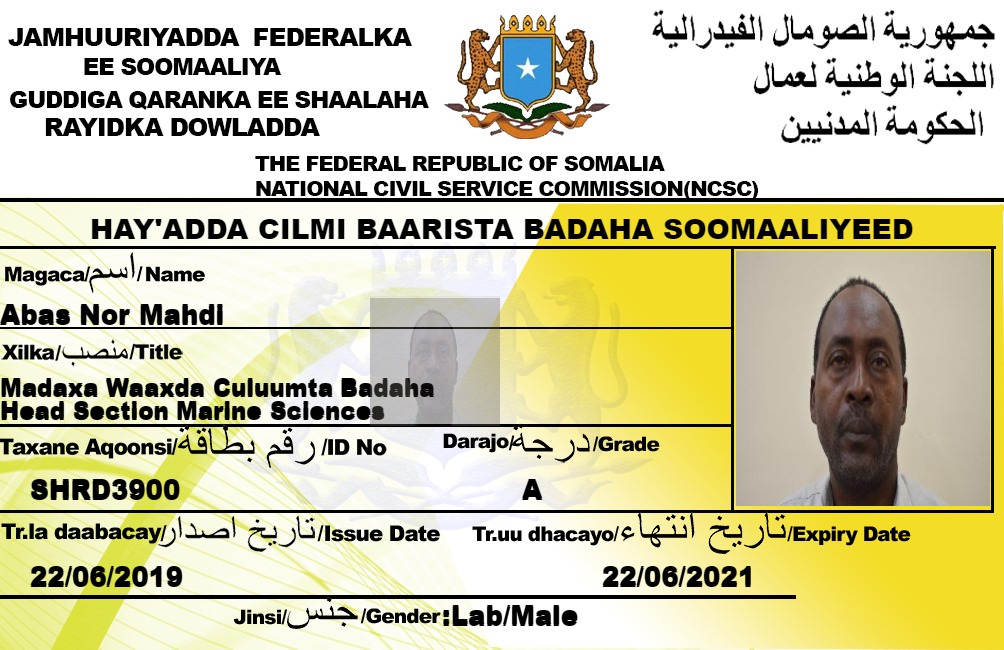 JAMHUURIYADDA FEDERALKA
EE SOOMAALIYA
GUDDIGA QARANKA EE SHAALAHA
RAYIDKA DOWLADDA
جمهورية الصومال الفيدرالية
اللجنة الوطنية لعمال
الحكومة المدنيين
THE FEDERAL REPUBLIC OF SOMALIA
NATIONAL CIVIL SERVICE COMMISSION(NCSC)
HAY'ADDA CILMI BAARISTA BADAHA SOOMAALIYEED
Magaca/اسم/Name
Abas Nor Mahdi
Xilka/منصب/Title
Madaxa Waaxda Culuumta Badaha
Head Section Marine Sciences
Taxane Aqoonsi/رقم بطاقة/ID No
SHRD3900
Darajo/درجة/Grade
A
Tr.la daabacay/تاريخ اصدار/Issue Date
22/06/2019
Tr.uu dhacayo/تاريخ انتهاء/Expiry Date
22/06/2021
Jinsi/جنس/Gender:Lab/Male